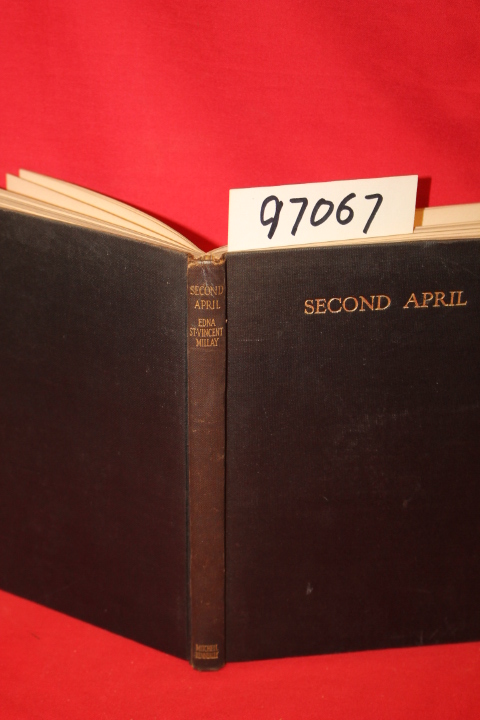 97067
SECOND APRIL
SECOND
APRIL
EDNA
ST·VINCENT
MILLAY